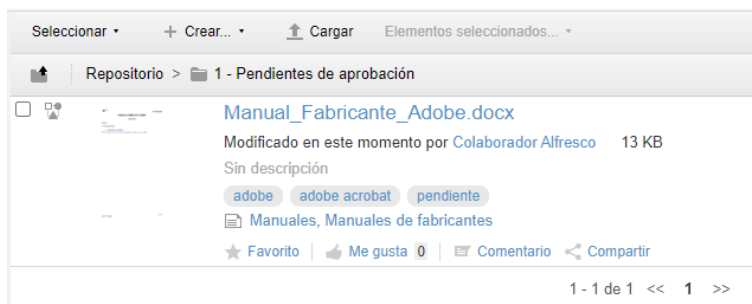 Seleccionar Crear... Cargar Elementos seleccionados...
Repositorio > 1 - Pendientes de aprobación
Manual_Fabricante_Adobe.docx
Modificado en este momento por Colaborador Alfresco 13 KB
Sin descripción
adobe adobe acrobat pendiente
Manuales, Manuales de fabricantes
Favorito Me gusta 0 Comentario Compartir
1 - 1 de 1 << 1 >>